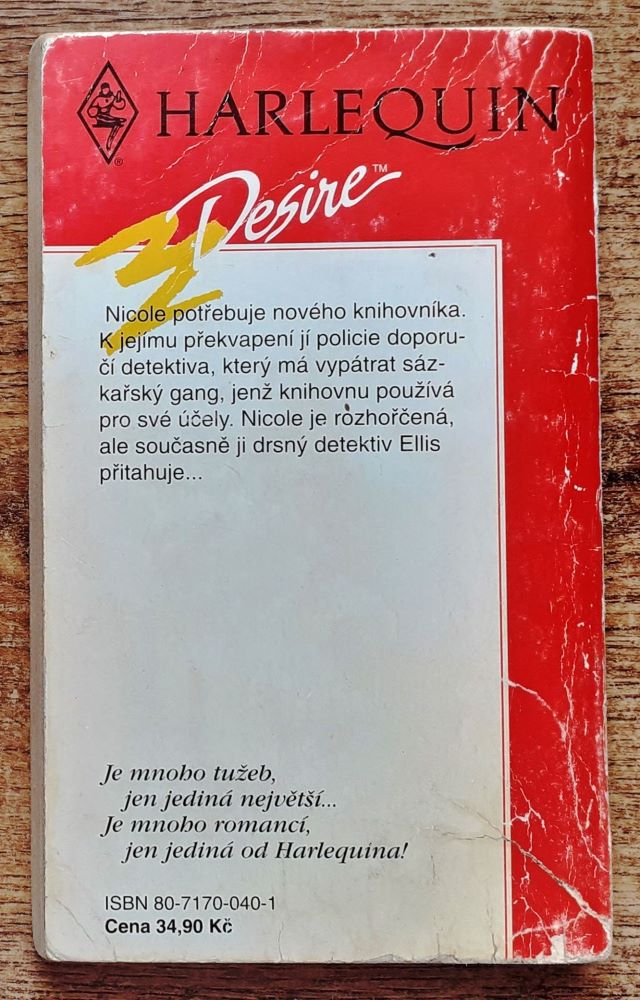 HARLEQUIN
®
Desire™
Nicole potřebuje nového knihovníka.
K jejímu překvapení jí policie doporu-
čí detektiva, který má vypátrat sáz-
kařský gang, jenž knihovnu používá
pro své účely. Nicole je rozhořčená,
ale současně ji drsný detektiv Ellis
přitahuje...
Je mnoho tužeb,
jen jediná největší...
Je mnoho romancí,
jen jediná od Harlequina!
ISBN 80-7170-040-1
Cena 34,90 Kč